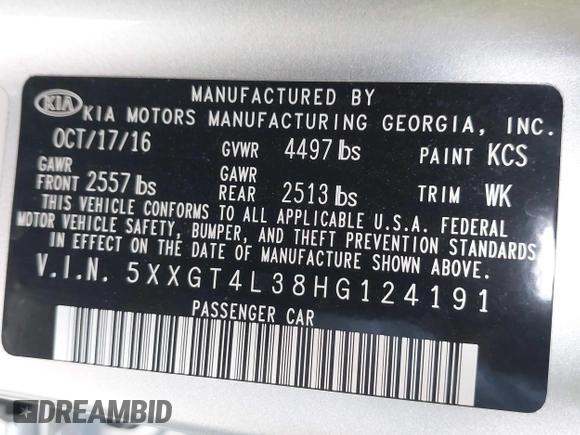 MANUFACTURED BY
KIA KIA MOTORS MANUFACTURING GEORGIA, INC.
OCT/17/16 GVWR 4497 lbs PAINT KCS
GAWR FRONT 2557 lbs GAWR REAR 2513 lbs TRIM WK
THIS VEHICLE CONFORMS TO ALL APPLICABLE U.S.A. FEDERAL
MOTOR VEHICLE SAFETY, BUMPER, AND THEFT PREVENTION STANDARDS
IN EFFECT ON THE DATE OF MANUFACTURE SHOWN ABOVE.
V.I.N. 5XXGT4L38HG124191
PASSENGER CAR
DREAMBID